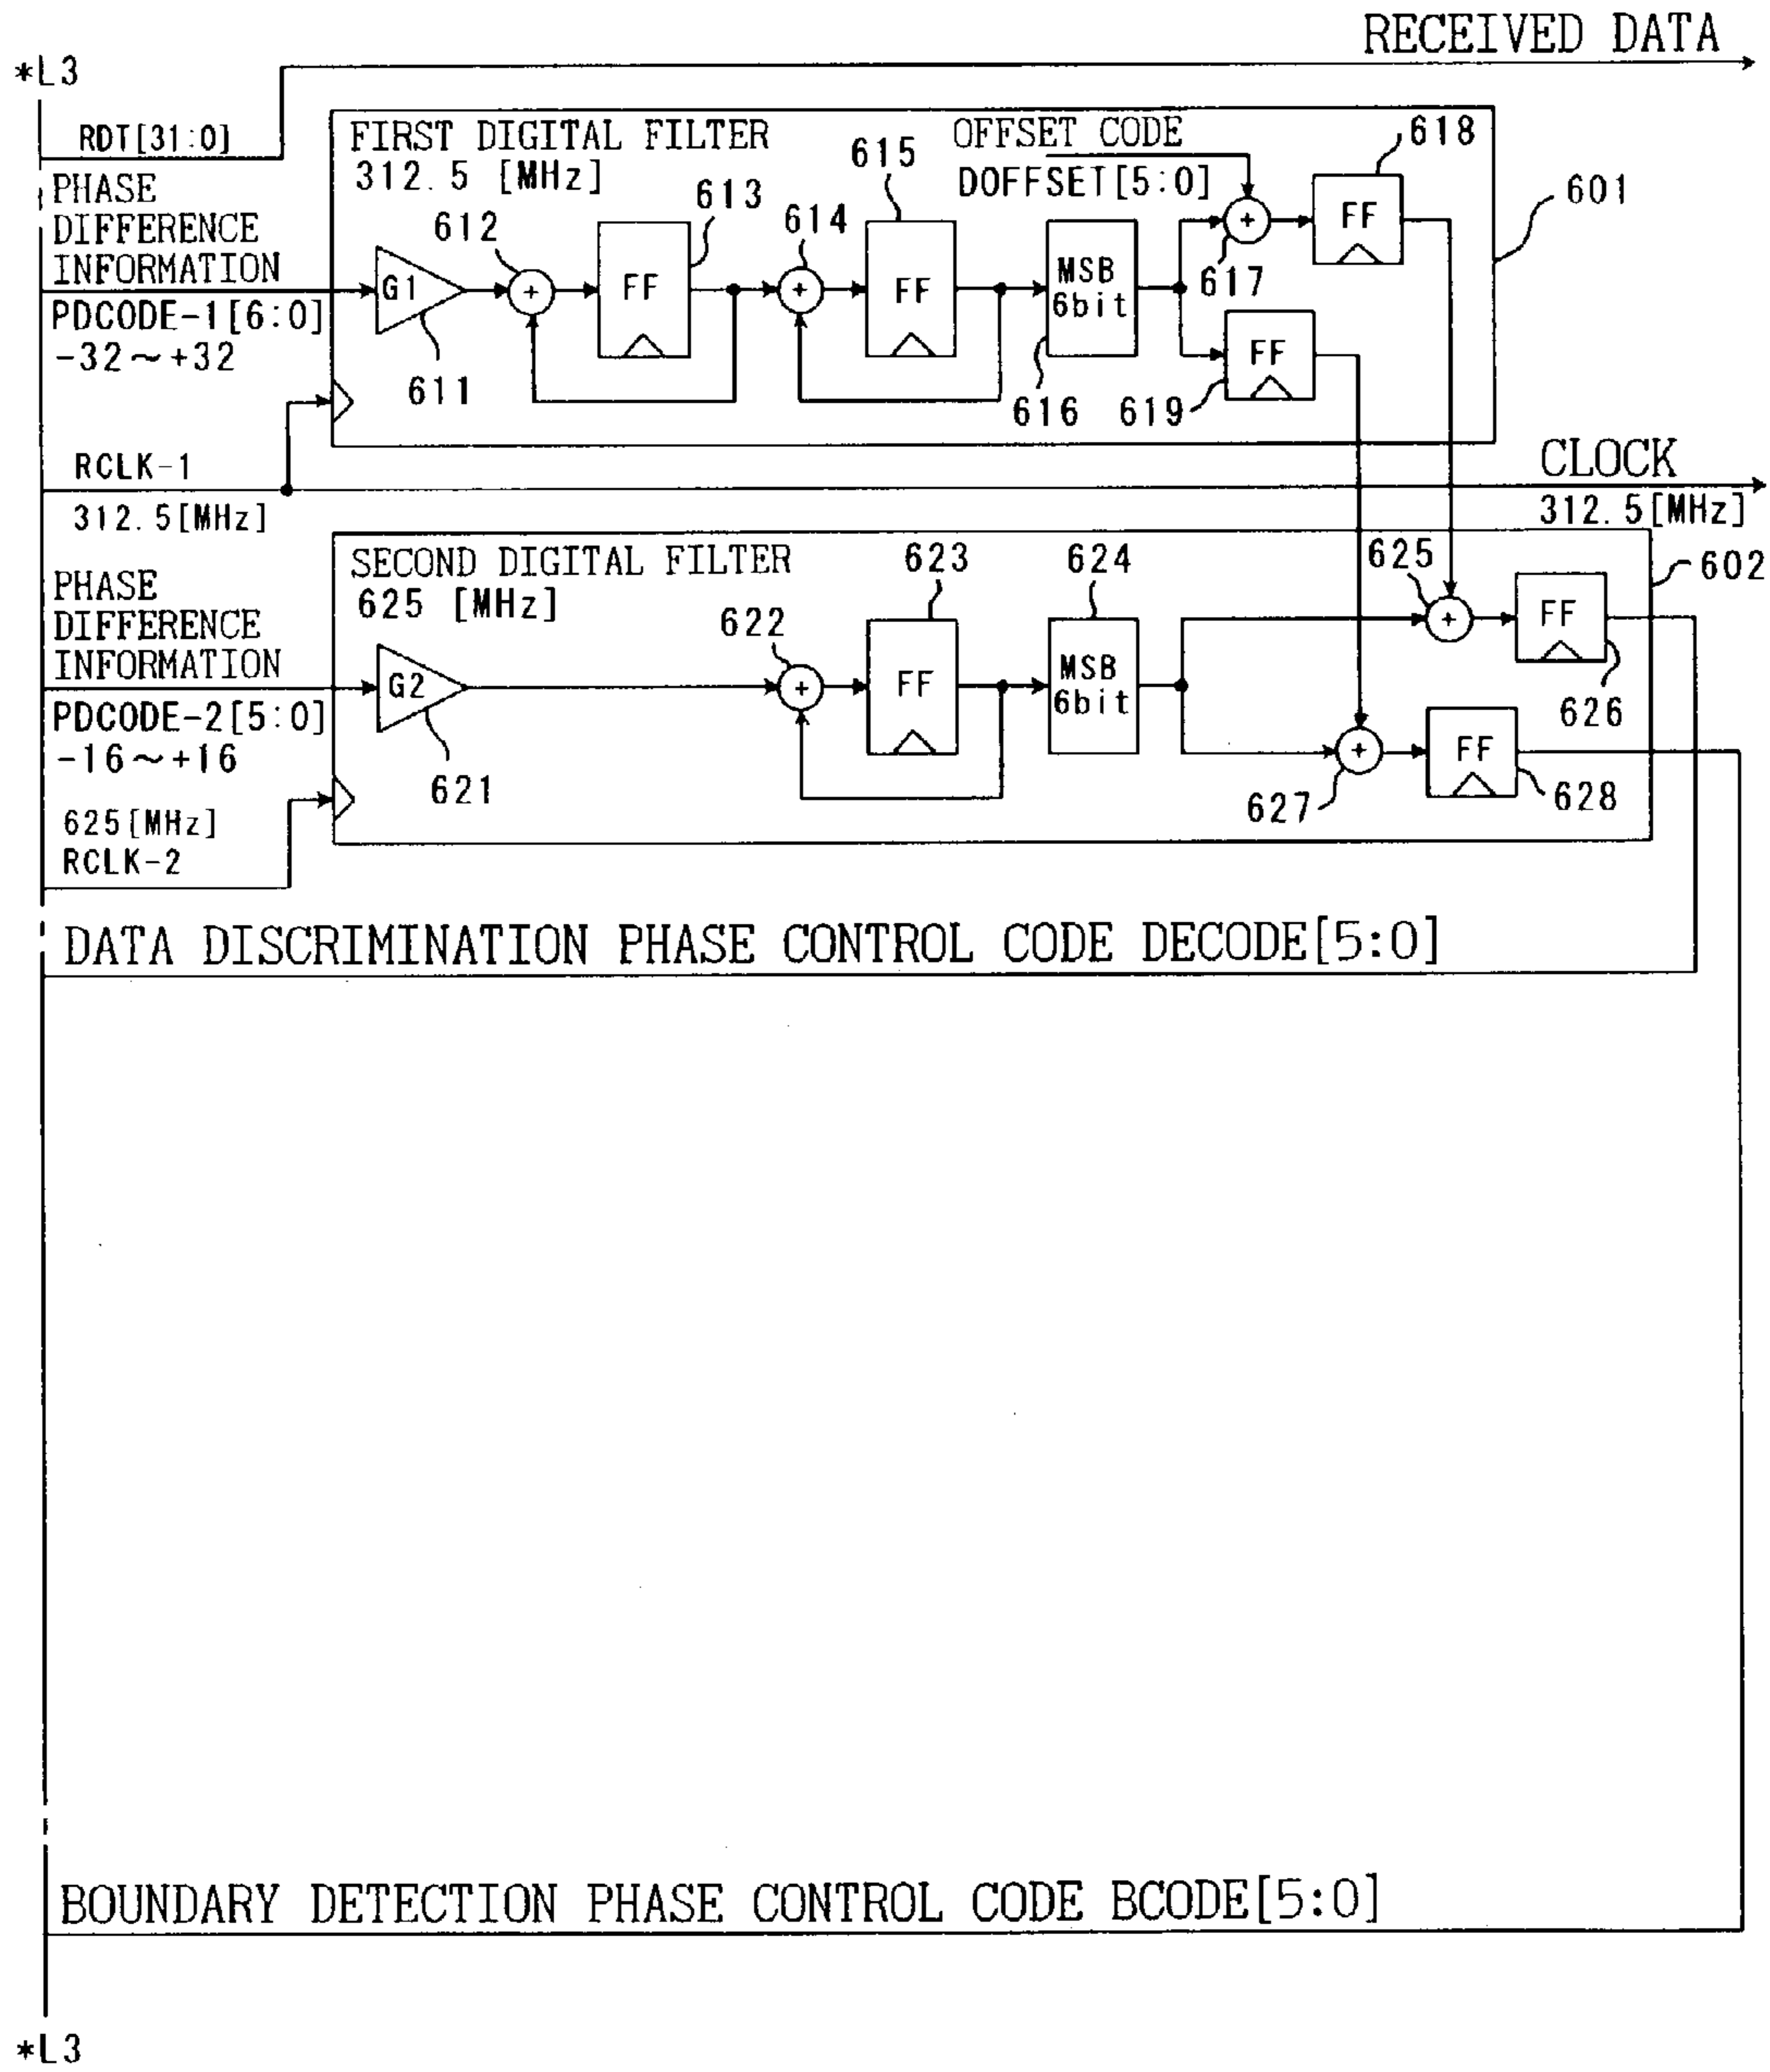 RECEIVED DATA
*L3
RDT[31:0]
FIRST DIGITAL FILTER
312.5 [MHz]
OFFSET CODE
DOFFSET[5:0]
618
615
613
614
612
601
PHASE
DIFFERENCE
INFORMATION
G1
FF
FF
MSB
6bit
FF
617
FF
PDCODE-1[6:0]
-32~+32
611
616
619
RCLK-1
312.5[MHz]
CLOCK
312.5[MHz]
SECOND DIGITAL FILTER
625 [MHz]
623
624
625
602
622
PHASE
DIFFERENCE
INFORMATION
G2
FF
MSB
6bit
FF
626
PDCODE-2[5:0]
-16~+16
621
FF
627
628
625[MHz]
RCLK-2
DATA DISCRIMINATION PHASE CONTROL CODE DECODE[5:0]
BOUNDARY DETECTION PHASE CONTROL CODE BCODE[5:0]
*L3